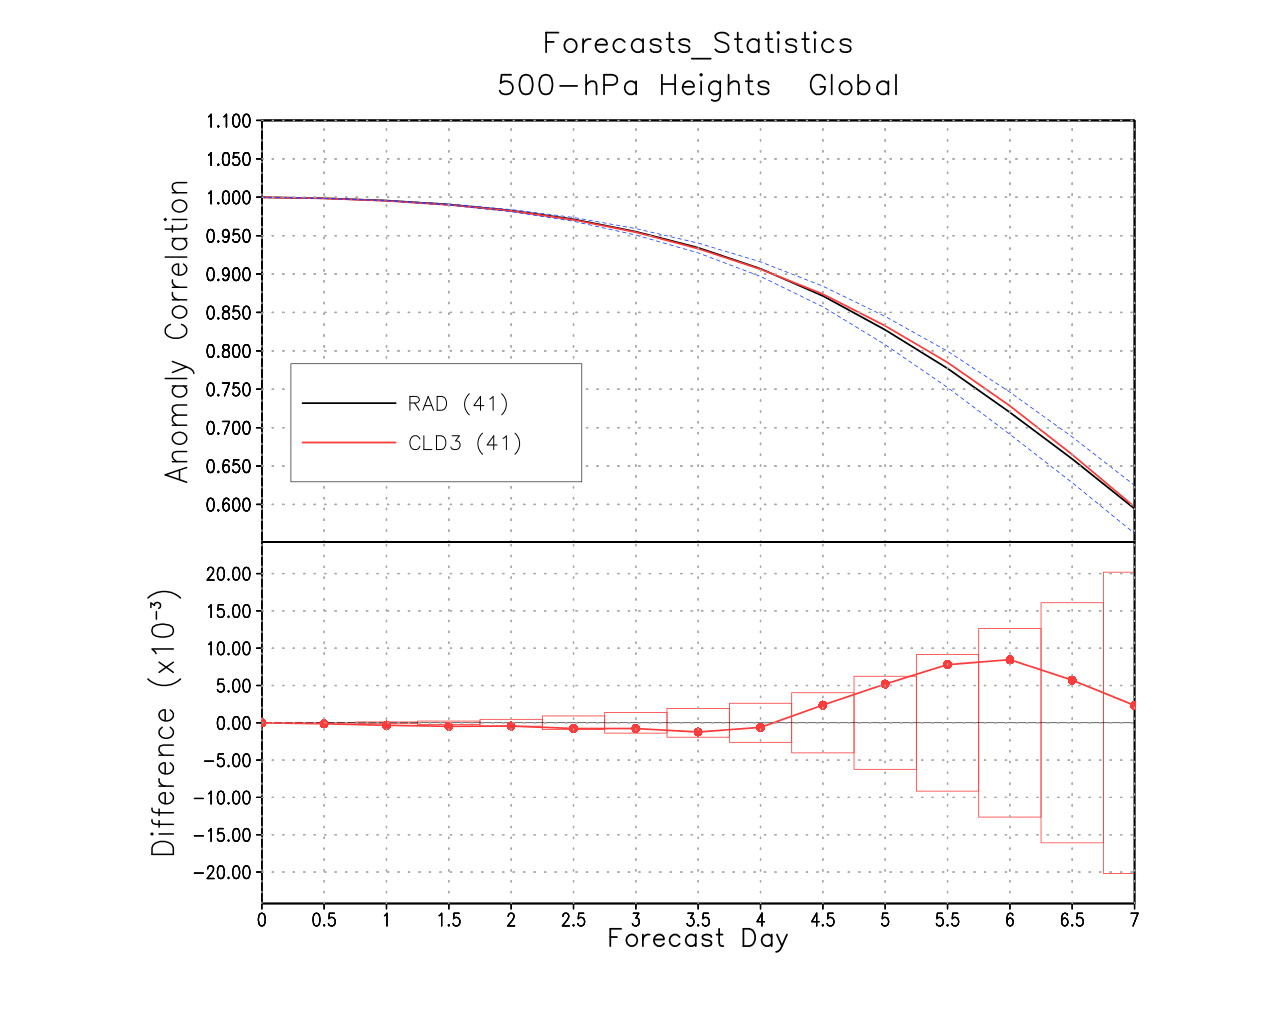 Forecasts_Statistics
500-hPa Heights Global
Anomaly Correlation
1.100
1.050
1.000
0.950
0.900
0.850
0.800
0.750
0.700
0.650
0.600
RAD (41)
CLD3 (41)
Difference (x10⁻³)
20.00
15.00
10.00
5.00
0.00
-5.00
-10.00
-15.00
-20.00
0 0.5 1 1.5 2 2.5 3 3.5 4 4.5 5 5.5 6 6.5 7
Forecast Day